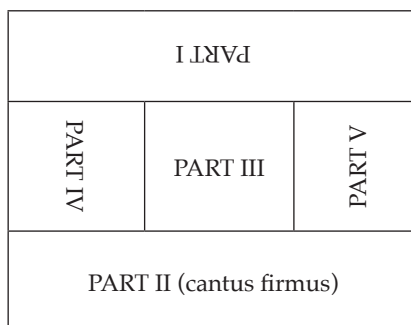 PART I
PART IV
PART III
PART V
PART II (cantus firmus)